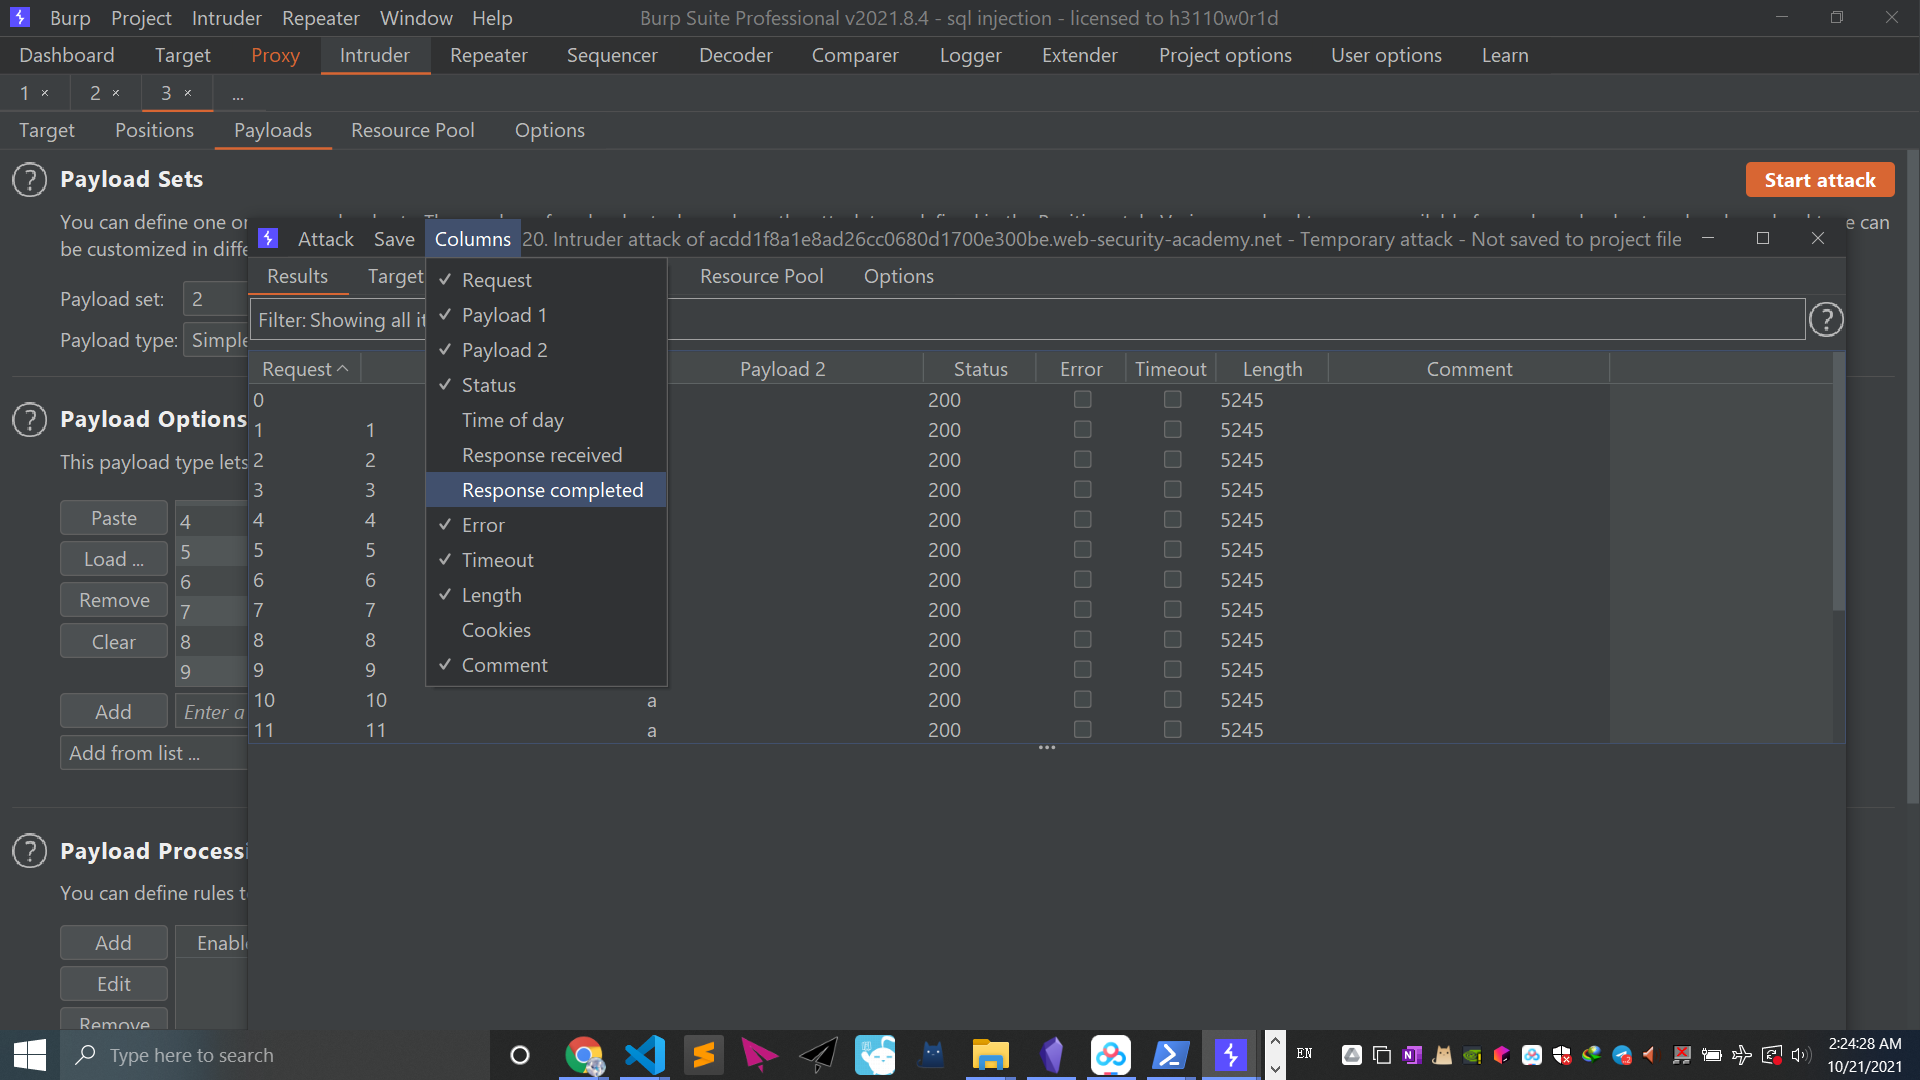 Burp Project Intruder Repeater Window Help Burp Suite Professional v2021.8.4 - sql injection - licensed to h3110w0r1d
Dashboard Target Proxy Intruder Repeater Sequencer Decoder Comparer Logger Extender Project options User options Learn
1 × 2 × 3 × ...
Target Positions Payloads Resource Pool Options
? Payload Sets Start attack
You can define one or
e can
be customized in diffe
Attack Save Columns 20. Intruder attack of acdd1f8a1e8ad26cc0680d1700e300be.web-security-academy.net - Temporary attack - Not saved to project file
Results Target Resource Pool Options
Payload set: 2
Filter: Showing all it ?
Payload type: Simple
Request Payload 2 Status Error Timeout Length Comment
✓ Request
✓ Payload 1
✓ Payload 2
✓ Status
Time of day
Response received
Response completed
✓ Error
✓ Timeout
✓ Length
Cookies
✓ Comment
0 200 5245
1 1 200 5245
2 2 200 5245
3 3 200 5245
4 4 200 5245
5 5 200 5245
6 6 200 5245
7 7 200 5245
8 8 200 5245
9 9 200 5245
10 10 a 200 5245
11 11 a 200 5245
? Payload Options
This payload type lets
Paste 4
Load ... 5
6
Remove 7
Clear 8
9
Add Enter a
Add from list ...
? Payload Processi
You can define rules t
Add Enabl
Edit
Remove
Type here to search EN 2:24:28 AM
10/21/2021